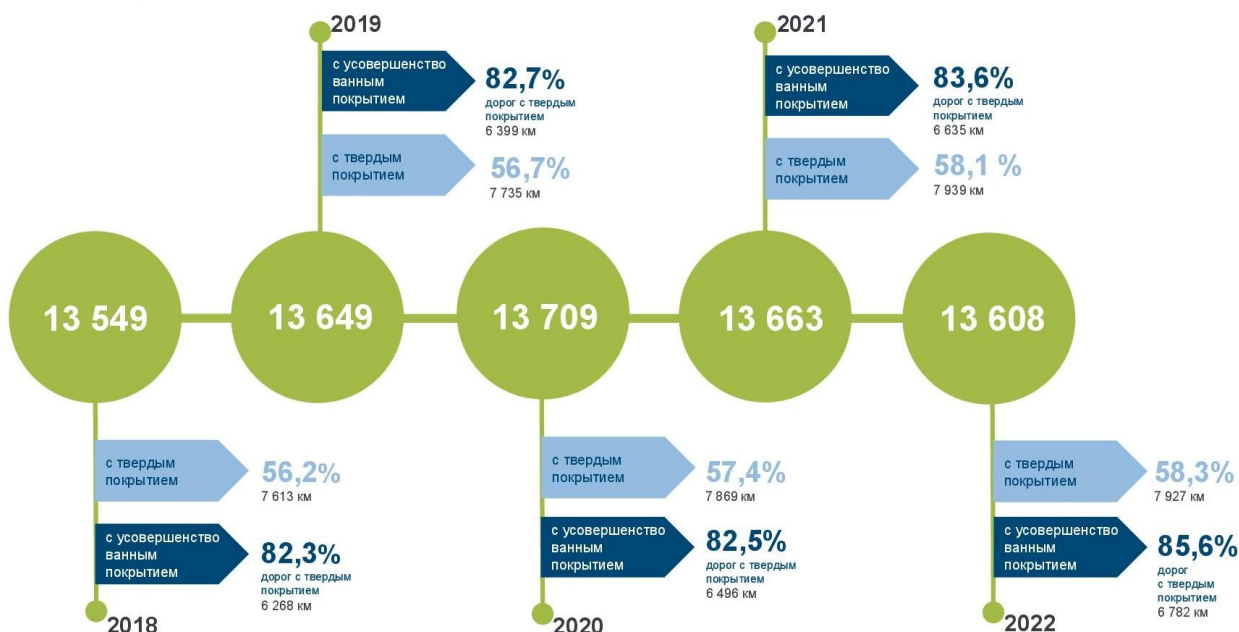 2019
с усовершенство
ванным
покрытием
82,7%
дорог с твердым
покрытием
6 399 км
с твердым
покрытием
56,7%
7 735 км
2021
с усовершенство
ванным
покрытием
83,6%
дорог с твердым
покрытием
6 635 км
с твердым
покрытием
58,1 %
7 939 км
13 549
13 649
13 709
13 663
13 608
с твердым
покрытием
56,2%
7 613 км
с усовершенство
ванным
покрытием
82,3%
дорог с твердым
покрытием
6 268 км
2018
с твердым
покрытием
57,4%
7 869 км
с усовершенство
ванным
покрытием
82,5%
дорог с твердым
покрытием
6 496 км
2020
с твердым
покрытием
58,3%
7 927 км
с усовершенство
ванным
покрытием
85,6%
дорог
с твердым
покрытием
6 782 км
2022